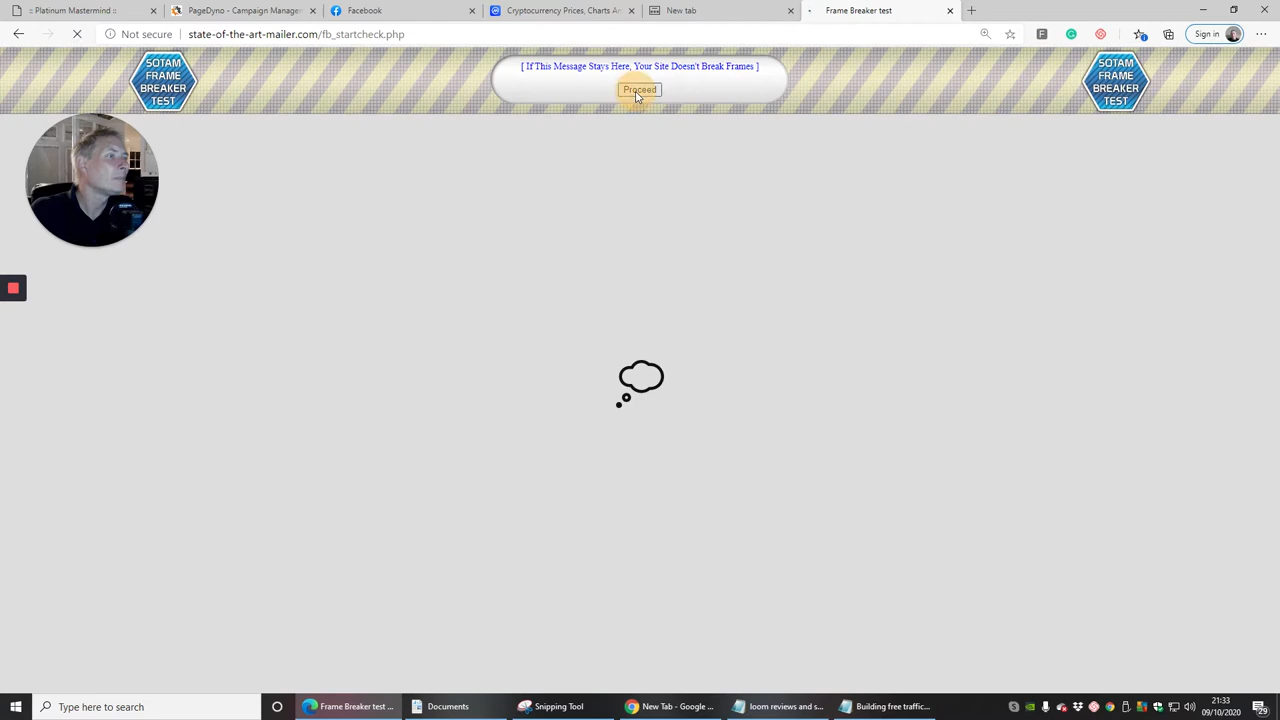 :: Platinum Mastermind ::
PageDyno - Campaign Manage
Facebook
Cryptocurrency Prices, Charts An
New tab
Frame Breaker test
Not secure
state-of-the-art-mailer.com/fb_startcheck.php
Sign in
SOTAM
FRAME
BREAKER
TEST
[ If This Message Stays Here, Your Site Doesn't Break Frames ]
Proceed
SOTAM
FRAME
BREAKER
TEST
Type here to search
Frame Breaker test ...
Documents
Snipping Tool
New Tab - Google ...
loom reviews and s...
Building free traffic...
21:33
09/10/2020